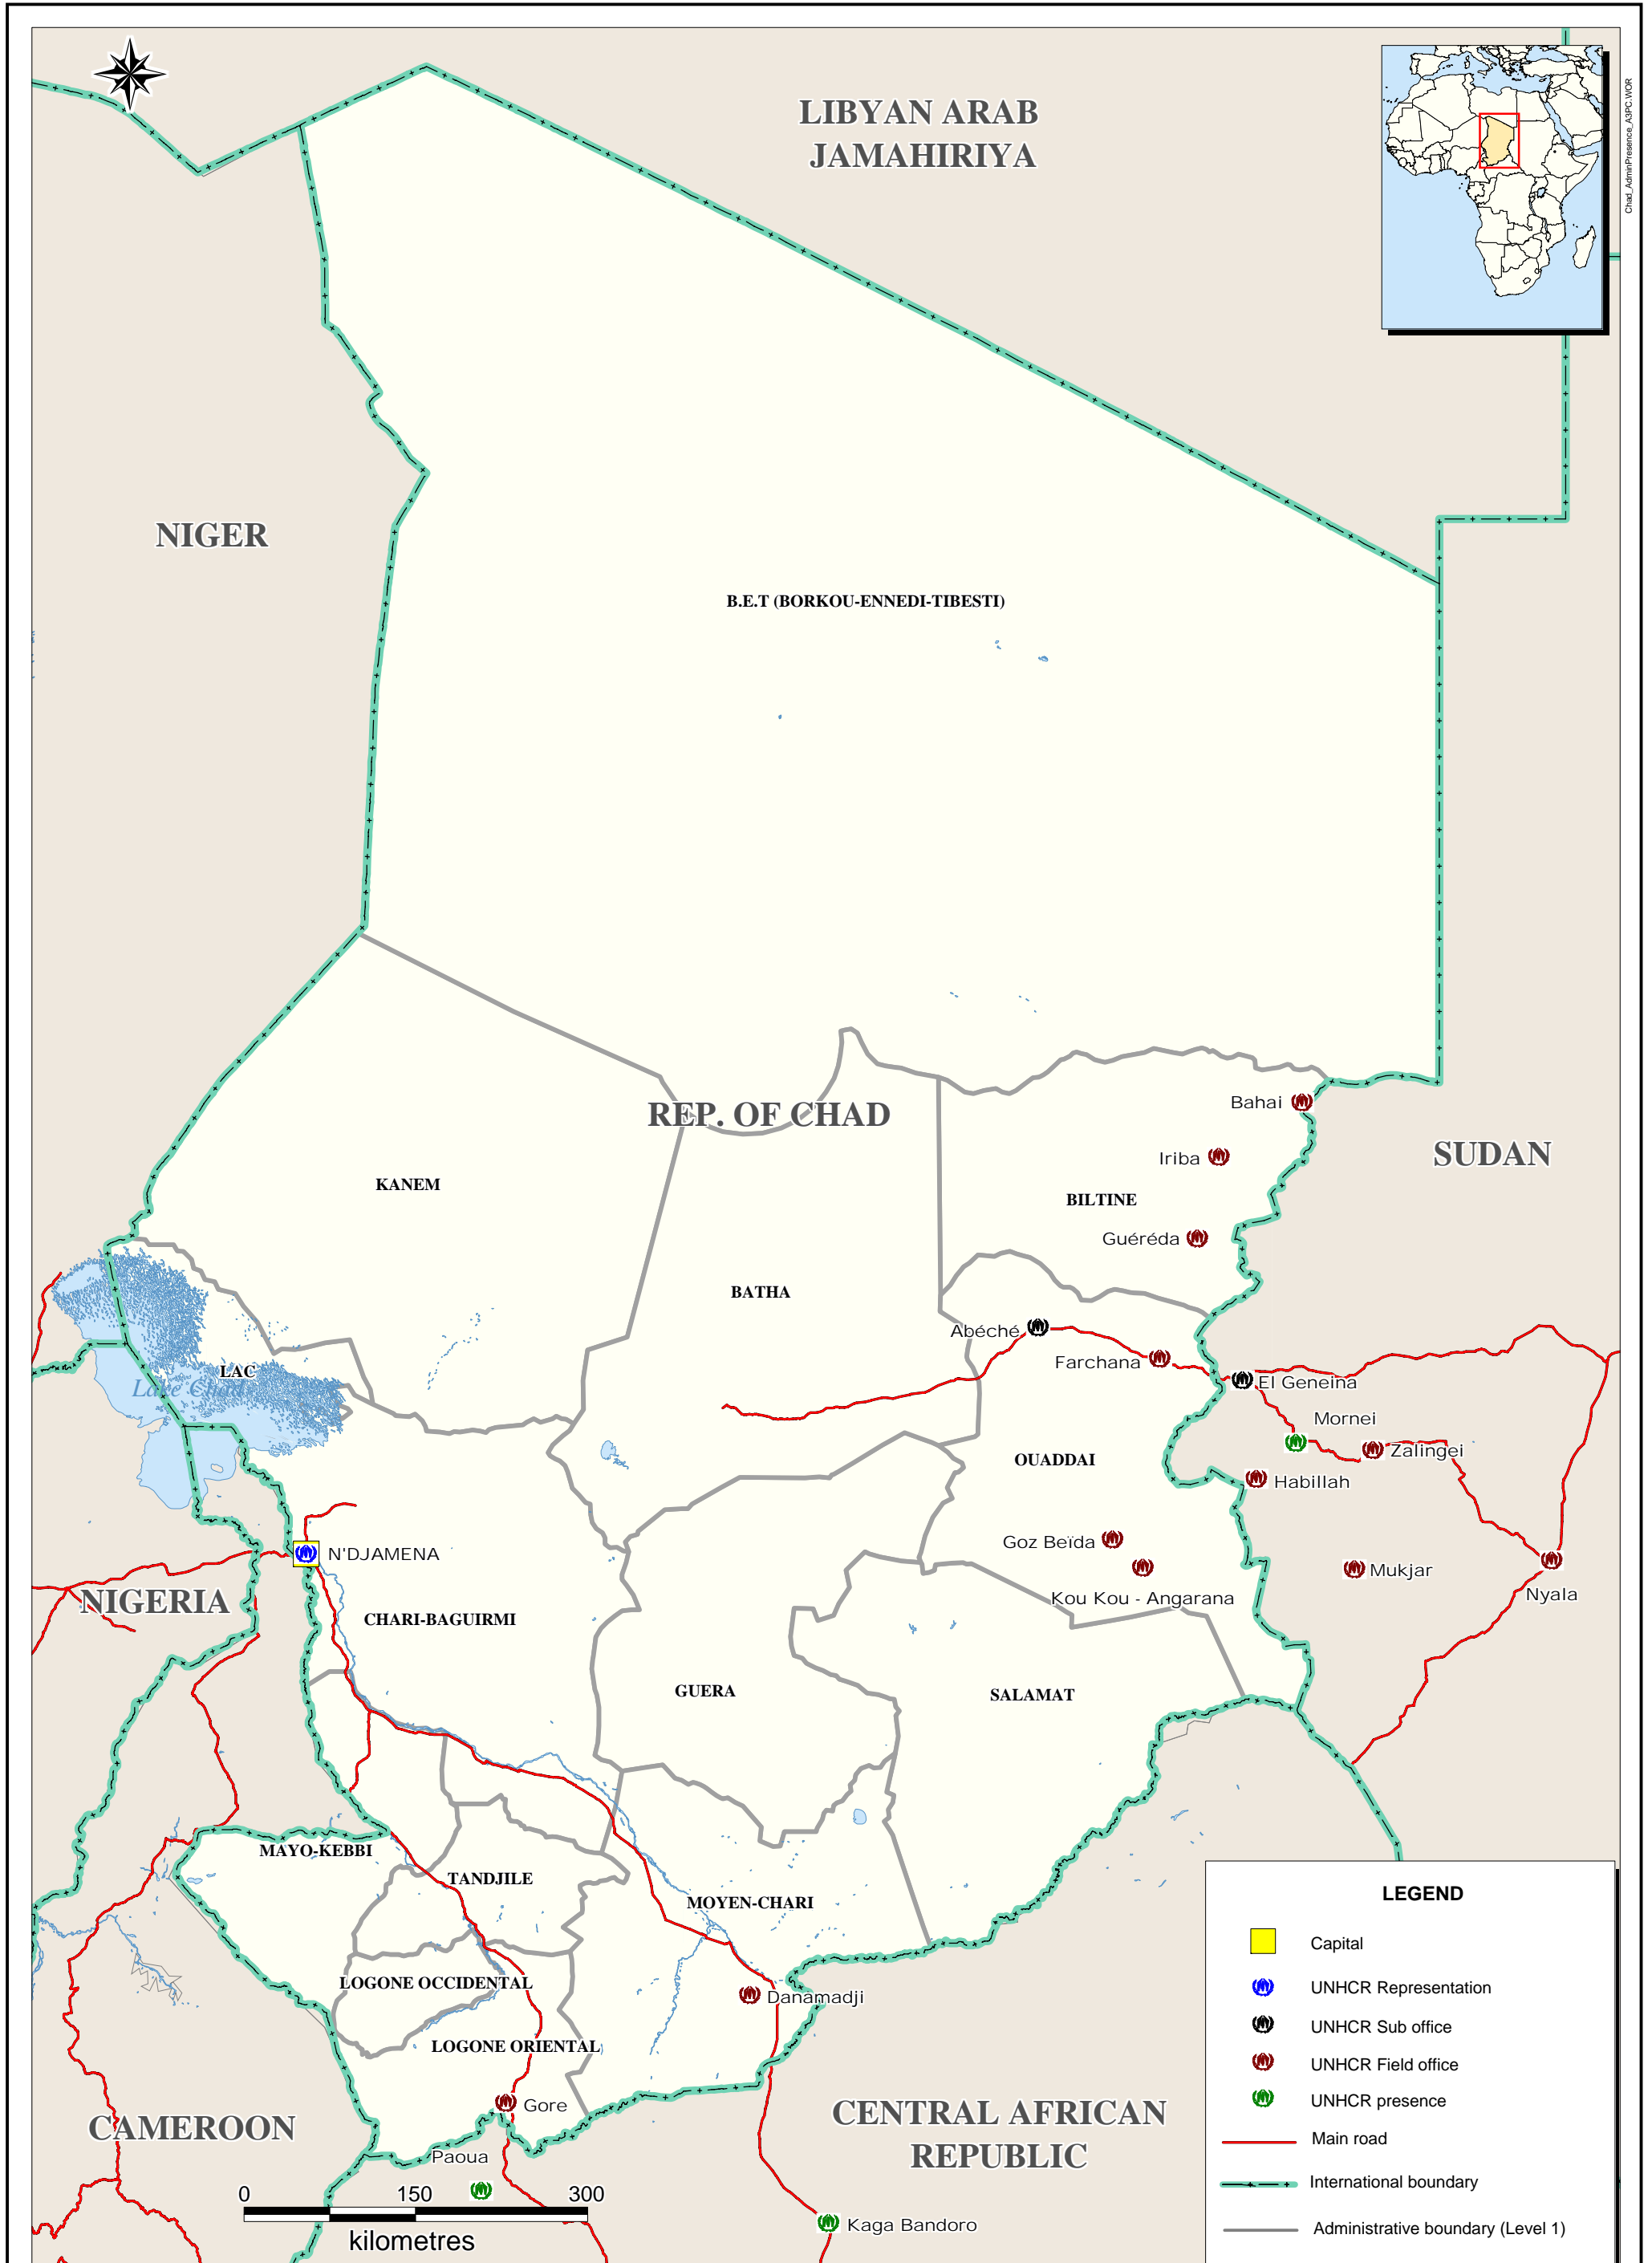 LIBYAN ARAB
JAMAHIRIYA
Chad_AdminPresence_A3PC.WOR
NIGER
B.E.T (BORKOU-ENNEDI-TIBESTI)
REP. OF CHAD
Bahai
SUDAN
Iriba
KANEM
BILTINE
Guéréda
BATHA
Abéché
Farchana
LAC
Lake Chad
El Geneina
Mornei
Zalingei
OUADDAI
Habillah
Goz Beïda
N'DJAMENA
Mukjar
Kou Kou - Angarana
Nyala
NIGERIA
CHARI-BAGUIRMI
GUERA
SALAMAT
MAYO-KEBBI
TANDJILE
MOYEN-CHARI
LOGONE OCCIDENTAL
Danamadji
LOGONE ORIENTAL
Gore
CAMEROON
CENTRAL AFRICAN
REPUBLIC
Paoua
Kaga Bandoro
0 150 300
kilometres
LEGEND
Capital
UNHCR Representation
UNHCR Sub office
UNHCR Field office
UNHCR presence
Main road
International boundary
Administrative boundary (Level 1)